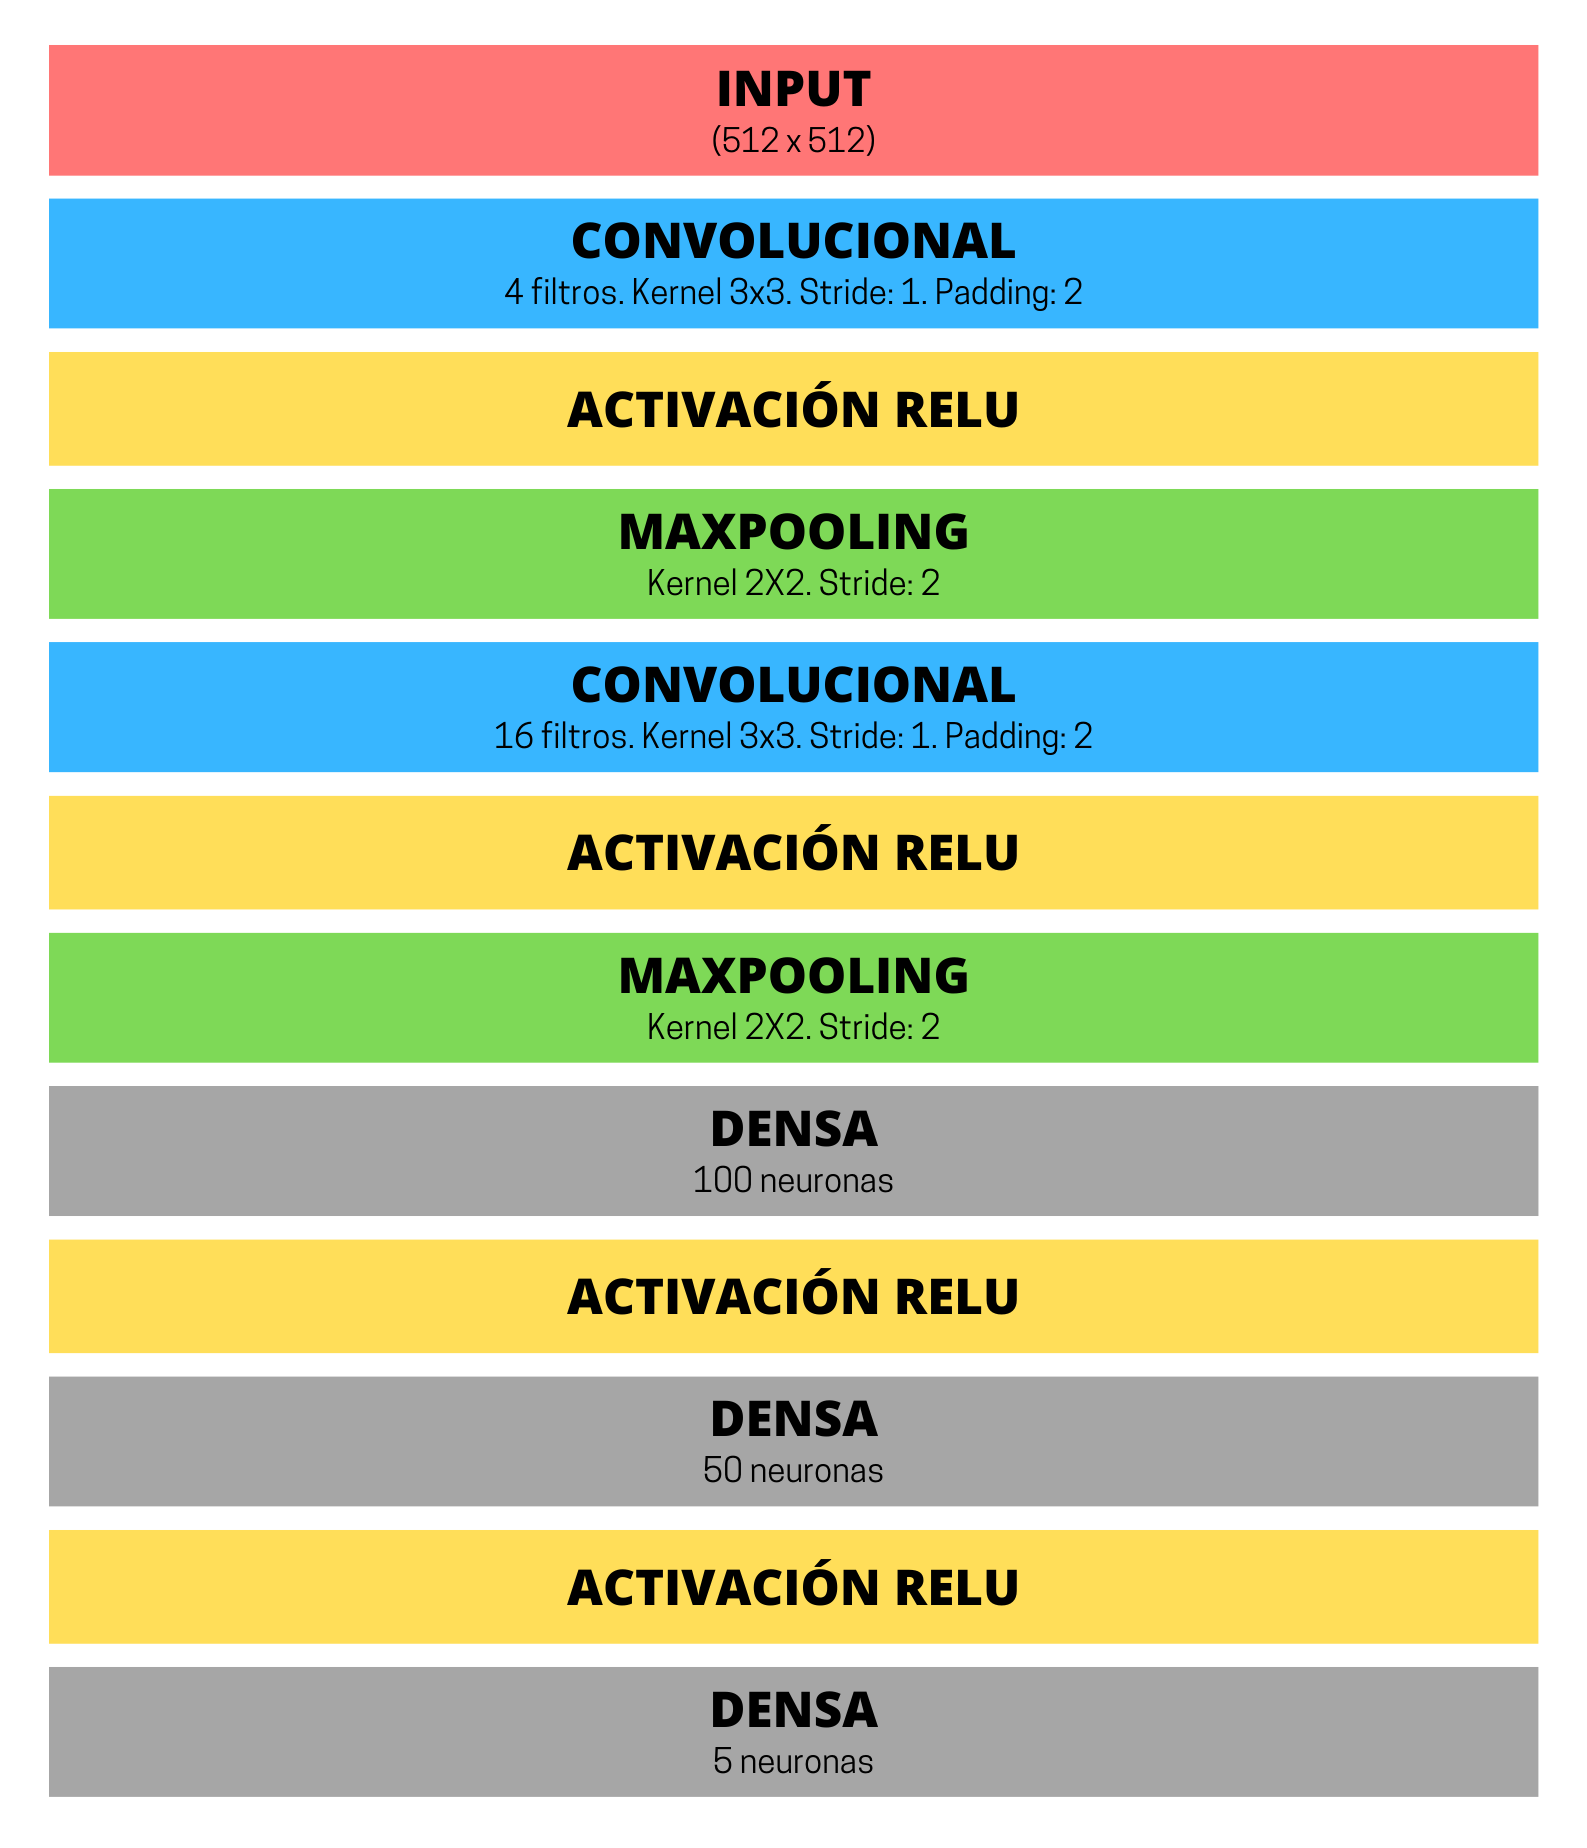 INPUT
(512 x 512)
CONVOLUCIONAL
4 filtros. Kernel 3x3. Stride: 1. Padding: 2
ACTIVACIÓN RELU
MAXPOOLING
Kernel 2X2. Stride: 2
CONVOLUCIONAL
16 filtros. Kernel 3x3. Stride: 1. Padding: 2
ACTIVACIÓN RELU
MAXPOOLING
Kernel 2X2. Stride: 2
DENSA
100 neuronas
ACTIVACIÓN RELU
DENSA
50 neuronas
ACTIVACIÓN RELU
DENSA
5 neuronas